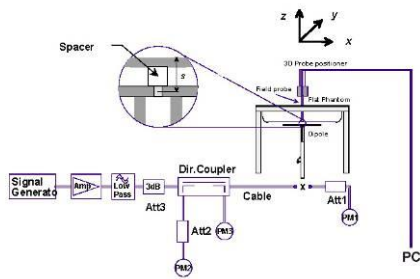 z
y
x
Spacer
s
3D Probe positioner
Field probe
Flat Phantom
Dipole
Dir.Coupler
Signal
Generato
Amp
Low
Pass
3dB
Att3
Cable
x
Att1
PM1
Att2
PM3
PM2
PC